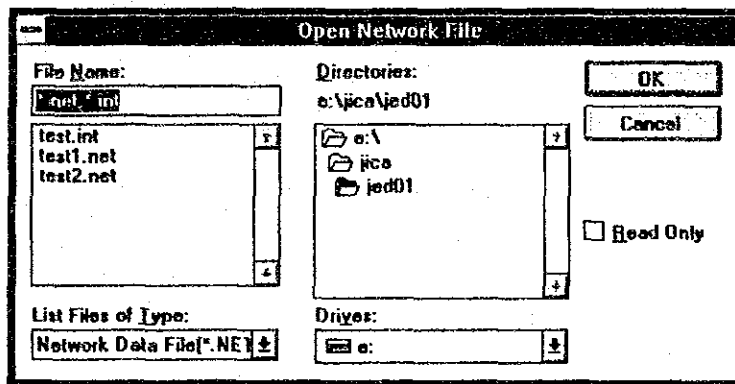 Open Network File
File Name:
*.net,*.int
test.int
test1.net
test2.net
List Files of Type:
Network Data File(*.NET
Directories:
e:\jica\jed01
e:\
jica
jed01
Drives:
e:
OK
Cancel
Read Only